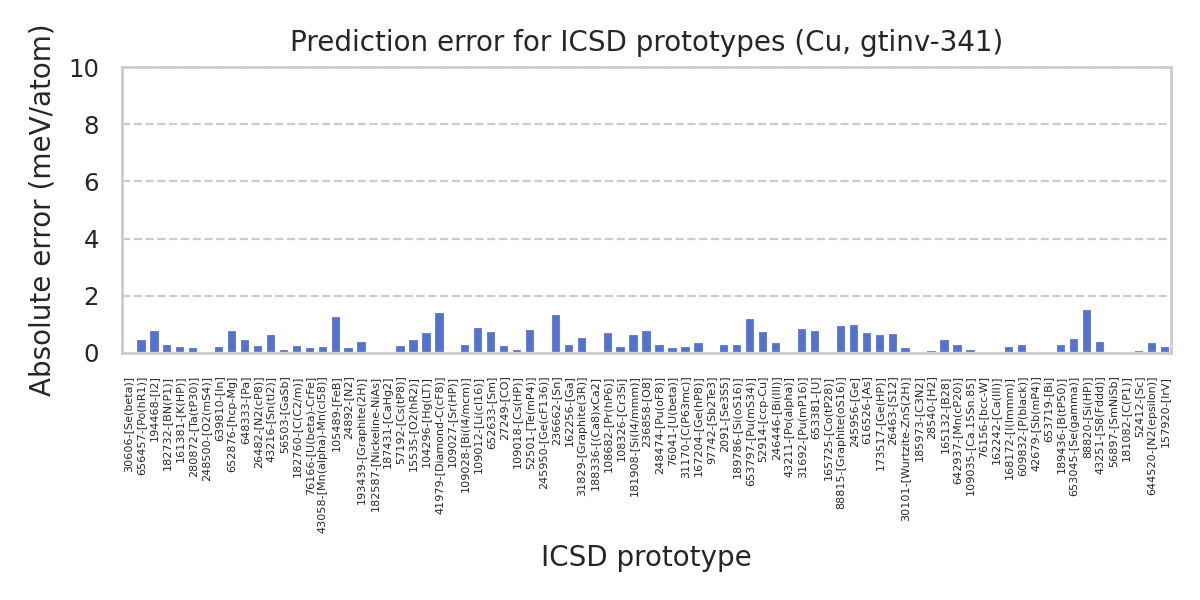 Prediction error for ICSD prototypes (Cu, gtinv-341)
Absolute error (meV/atom)
10
8
6
4
2
0
30606-[Se(beta)]
656457-[Po(hR1)]
194468-[I2]
182732-[BN(P1)]
161381-[K(HP)]
280872-[Ta(tP30)]
248500-[O2(mS4)]
639810-[In]
652876-[hcp-Mg]
648333-[Pa]
26482-[N2(cP8)]
43216-[Sn(tI2)]
56503-[GaSb]
182760-[C(C2/m)]
76166-[U(beta)-CrFe]
43058-[Mn(alpha)-Mn(cI58)]
1054899-[FeB]
24892-[N2]
193439-[Graphite(2H)]
182587-[Nickeline-NiAs]
187431-[CaHg2]
57192-[Cs(tP8)]
15535-[O2(hR2)]
104296-[Hg(LT)]
41979-[Diamond-C(cF8)]
109027-[Sr(HP)]
109028-[Bi(I4/mcm)]
109012-[Li(cI16)]
652633-[Sm]
27249-[CO]
109018-[Cs(HP)]
52501-[Te(mP4)]
245950-[Ge(cF136)]
236662-[Sn]
162256-[Ga]
31829-[Graphite(3R)]
188336-[(Ca8)xCa2]
108682-[Pr(hP6)]
108326-[Cr3Si]
181908-[Si(I4/mmm)]
236858-[O8]
248474-[Pu(oF8)]
76041-[U(beta)]
31170-[C(P63mc)]
167204-[Ge(hP8)]
97742-[Sb2Te3]
2091-[Se3S5]
189786-[Si(oS16)]
653797-[Pu(mS34)]
52914-[ccp-Cu]
246446-[Bi(III)]
43211-[Po(alpha)]
31692-[Pu(mP16)]
653381-[U]
165725-[Co(tP28)]
88815-[Graphite(oS16)]
245956-[Ge]
616526-[As]
173517-[Ge(HP)]
26463-[S12]
30101-[Wurtzite-ZnS(2H)]
185973-[C3N2]
28540-[H2]
165132-[B28]
642937-[Mn(cP20)]
109035-[Ca.15Sn.85]
76156-[bcc-W]
162242-[Ca(III)]
168172-[I(Immm)]
609832-[P(black)]
42679-[Sb(mP4)]
653719-[Bi]
189436-[B(tP50)]
653045-[Se(gamma)]
88820-[Si(HP)]
43251-[S8(Fddd)]
56897-[SmNiSb]
181082-[C(P1)]
52412-[Sc]
644520-[N2(epsilon)]
157920-[IrV]
ICSD prototype